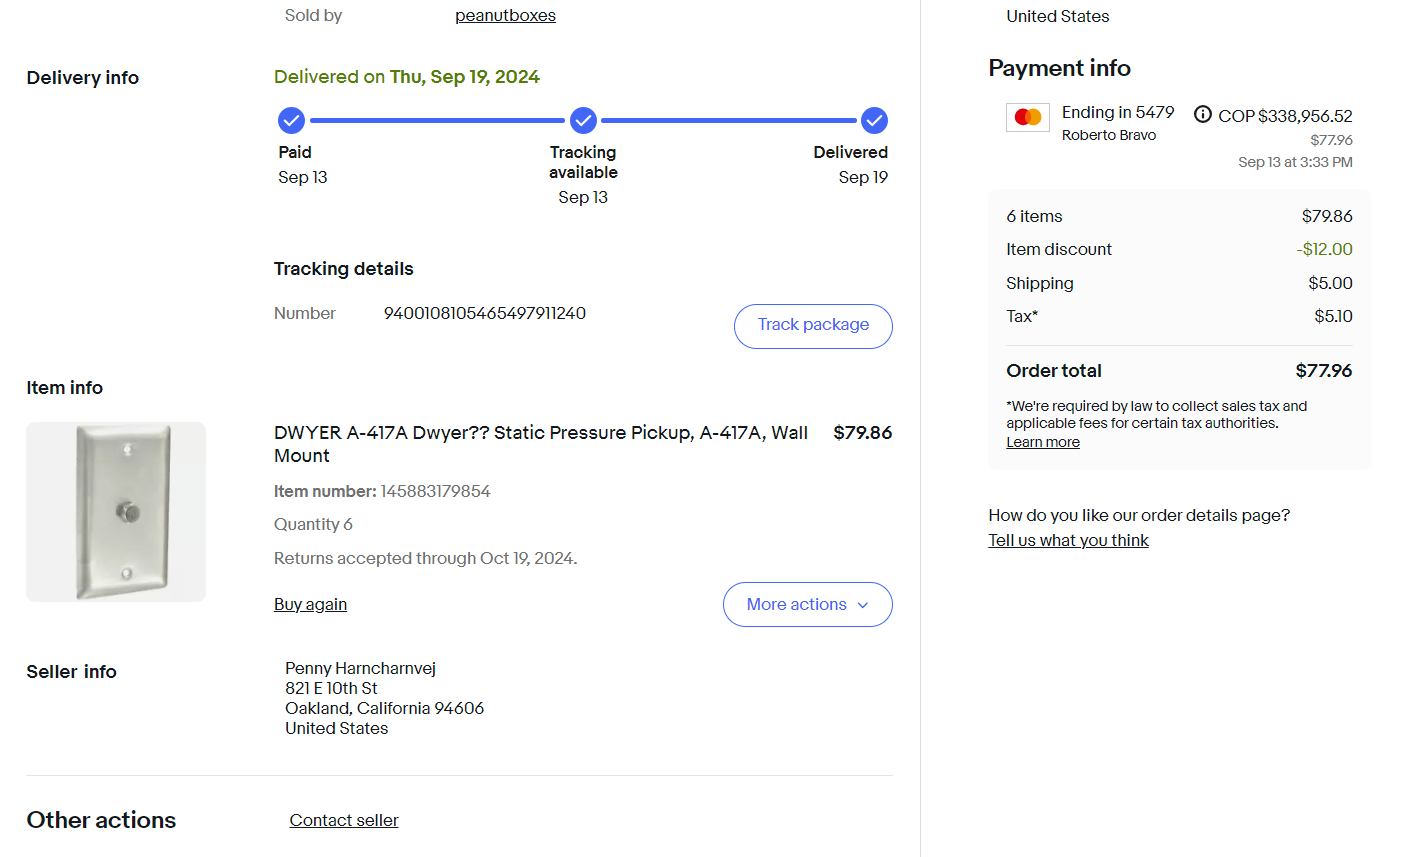 Sold by peanutboxes
Delivery info
Delivered on Thu, Sep 19, 2024
Paid
Sep 13
Tracking
available
Sep 13
Delivered
Sep 19
Tracking details
Number 9400108105465497911240
Track package
Item info
DWYER A-417A Dwyer?? Static Pressure Pickup, A-417A, Wall
Mount
$79.86
Item number: 145883179854
Quantity 6
Returns accepted through Oct 19, 2024.
Buy again
More actions
Seller info
Penny Harncharnvej
821 E 10th St
Oakland, California 94606
United States
Other actions
Contact seller
United States
Payment info
Ending in 5479
Roberto Bravo
COP $338,956.52
$77.96
Sep 13 at 3:33 PM
6 items $79.86
Item discount -$12.00
Shipping $5.00
Tax* $5.10
Order total $77.96
*We're required by law to collect sales tax and
applicable fees for certain tax authorities.
Learn more
How do you like our order details page?
Tell us what you think